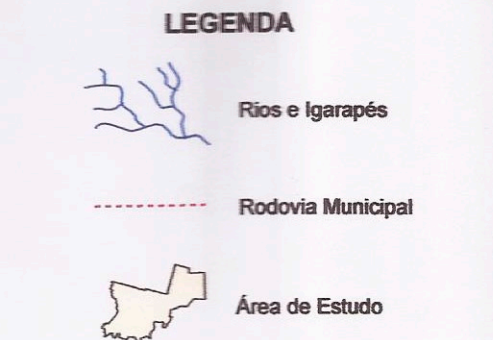 LEGENDA
Rios e Igarapés
Rodovia Municipal
Área de Estudo